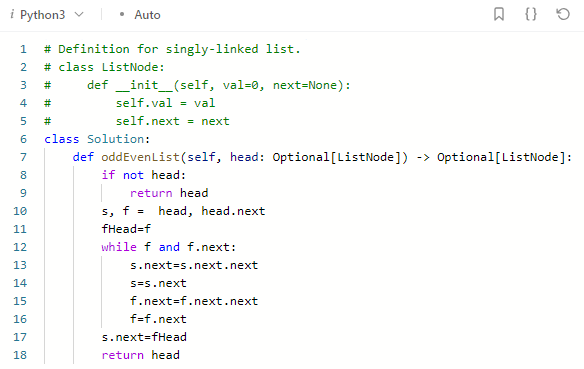 i Python3 • Auto {}
1 # Definition for singly-linked list.
2 # class ListNode:
3 #     def __init__(self, val=0, next=None):
4 #         self.val = val
5 #         self.next = next
6 class Solution:
7     def oddEvenList(self, head: Optional[ListNode]) -> Optional[ListNode]:
8         if not head:
9             return head
10         s, f =  head, head.next
11         fHead=f
12         while f and f.next:
13             s.next=s.next.next
14             s=s.next
15             f.next=f.next.next
16             f=f.next
17         s.next=fHead
18         return head